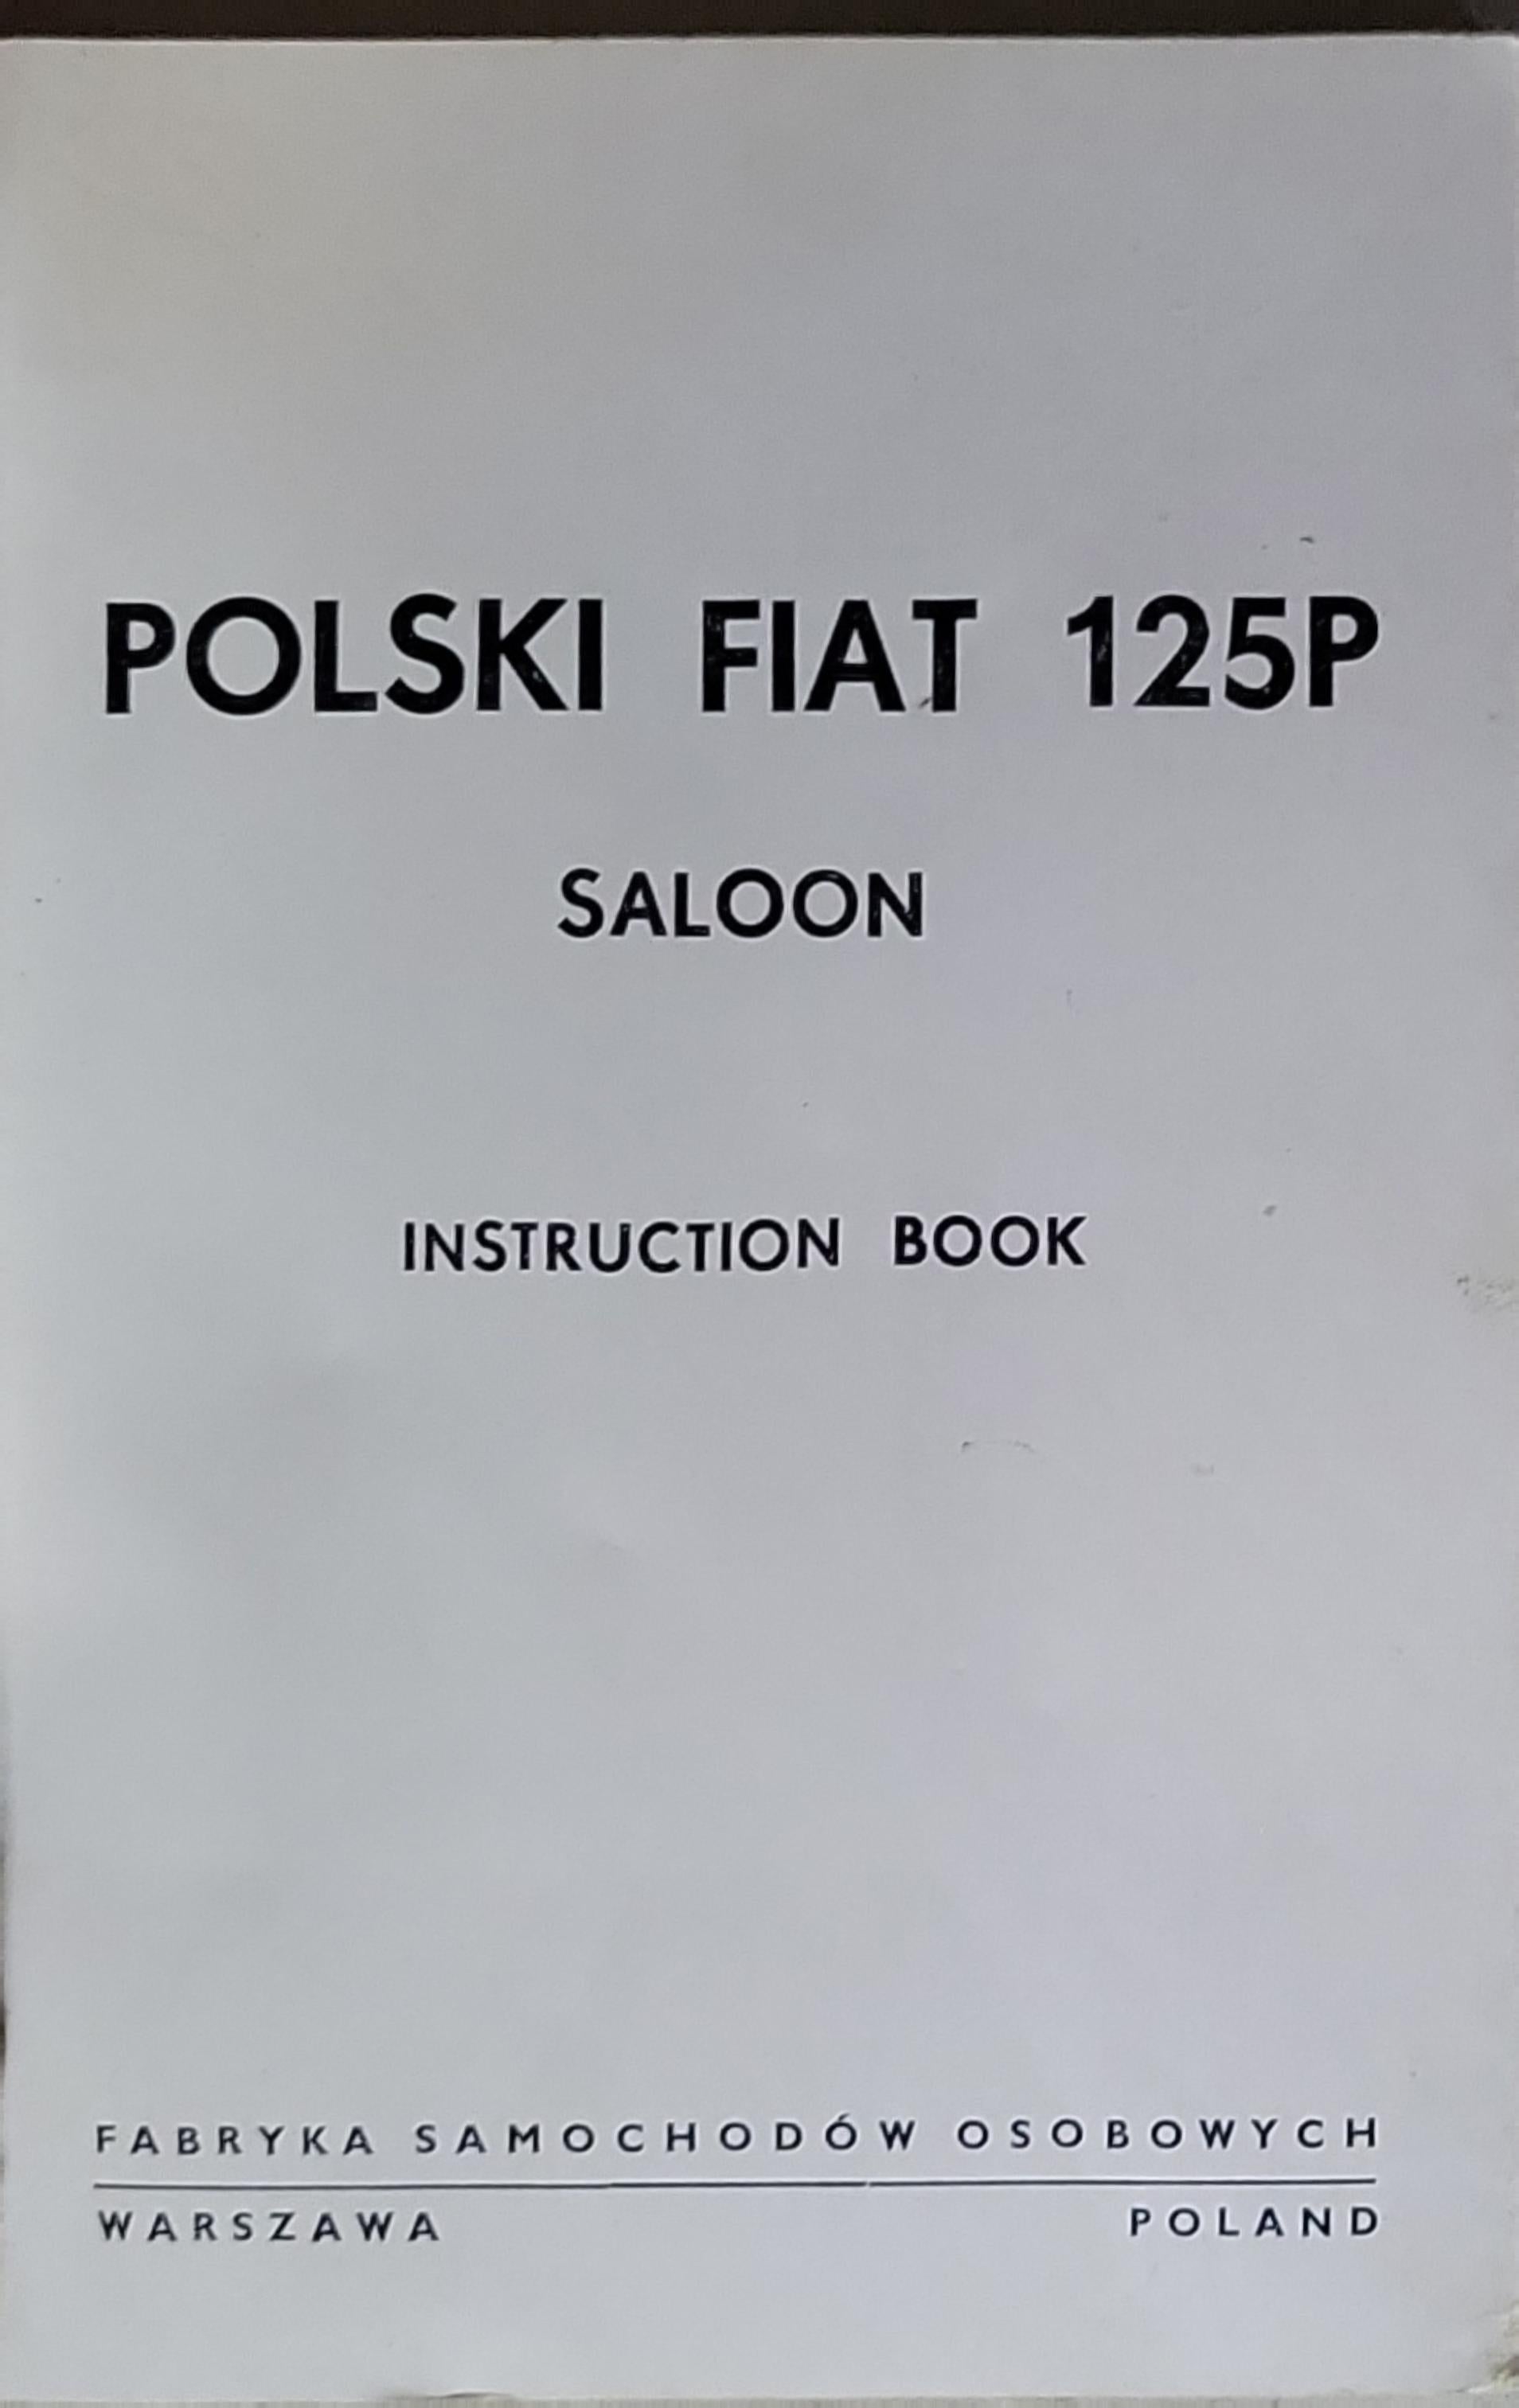 POLSKI FIAT 125P
SALOON
INSTRUCTION BOOK
FABRYKA SAMOCHODÓW OSOBOWYCH
WARSZAWA POLAND